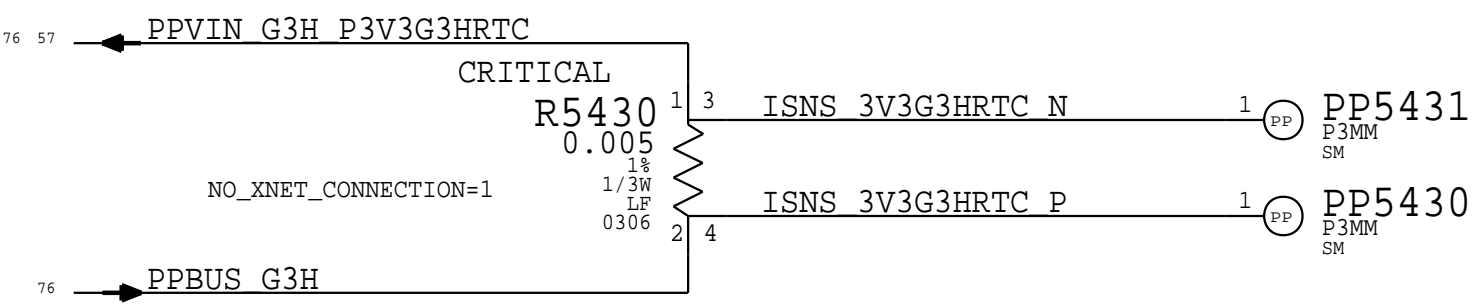 76 57 PPVIN_G3H_P3V3G3HRTC
CRITICAL
R5430
0.005
1%
1/3W
LF
0306
1 3
ISNS_3V3G3HRTC_N
1 PP PP5431
P3MM
SM
NO_XNET_CONNECTION=1
2 4
ISNS_3V3G3HRTC_P
1 PP PP5430
P3MM
SM
76 PPBUS_G3H